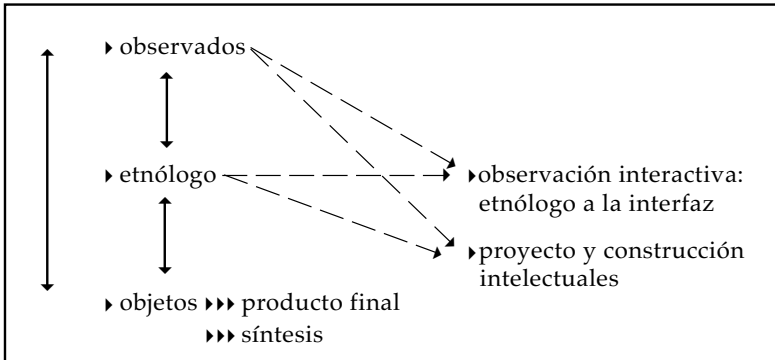 observados
etnólogo
observación interactiva:
etnólogo a la interfaz
proyecto y construcción
intelectuales
objetos producto final
síntesis